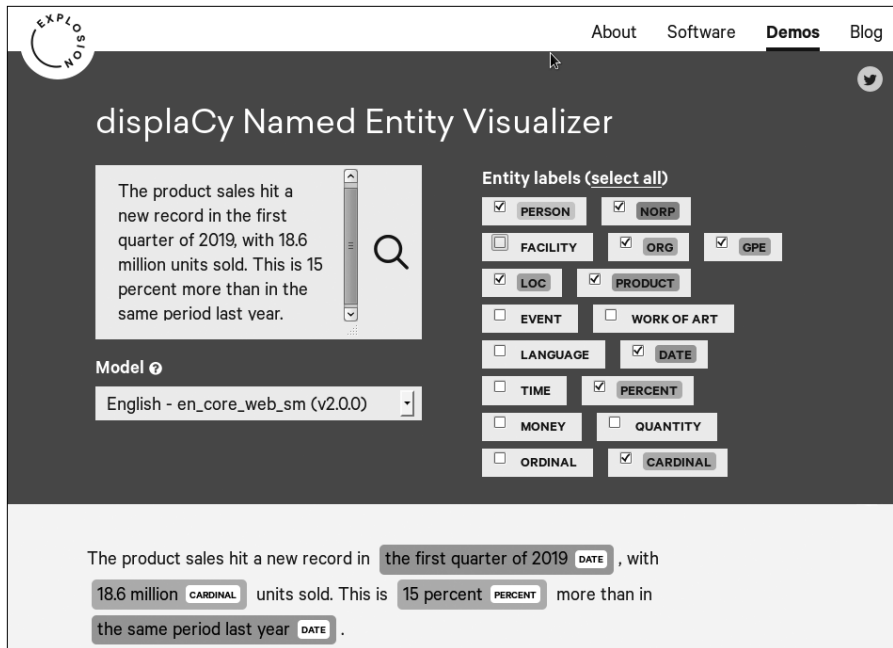 EXPLOSION
About Software Demos Blog
displaCy Named Entity Visualizer
The product sales hit a
new record in the first
quarter of 2019, with 18.6
million units sold. This is 15
percent more than in the
same period last year.
Model ?
English - en_core_web_sm (v2.0.0)
Entity labels (select all)
PERSON NORP
FACILITY ORG GPE
LOC PRODUCT
EVENT WORK OF ART
LANGUAGE DATE
TIME PERCENT
MONEY QUANTITY
ORDINAL CARDINAL
The product sales hit a new record in the first quarter of 2019 DATE , with
18.6 million CARDINAL units sold. This is 15 percent PERCENT more than in
the same period last year DATE .